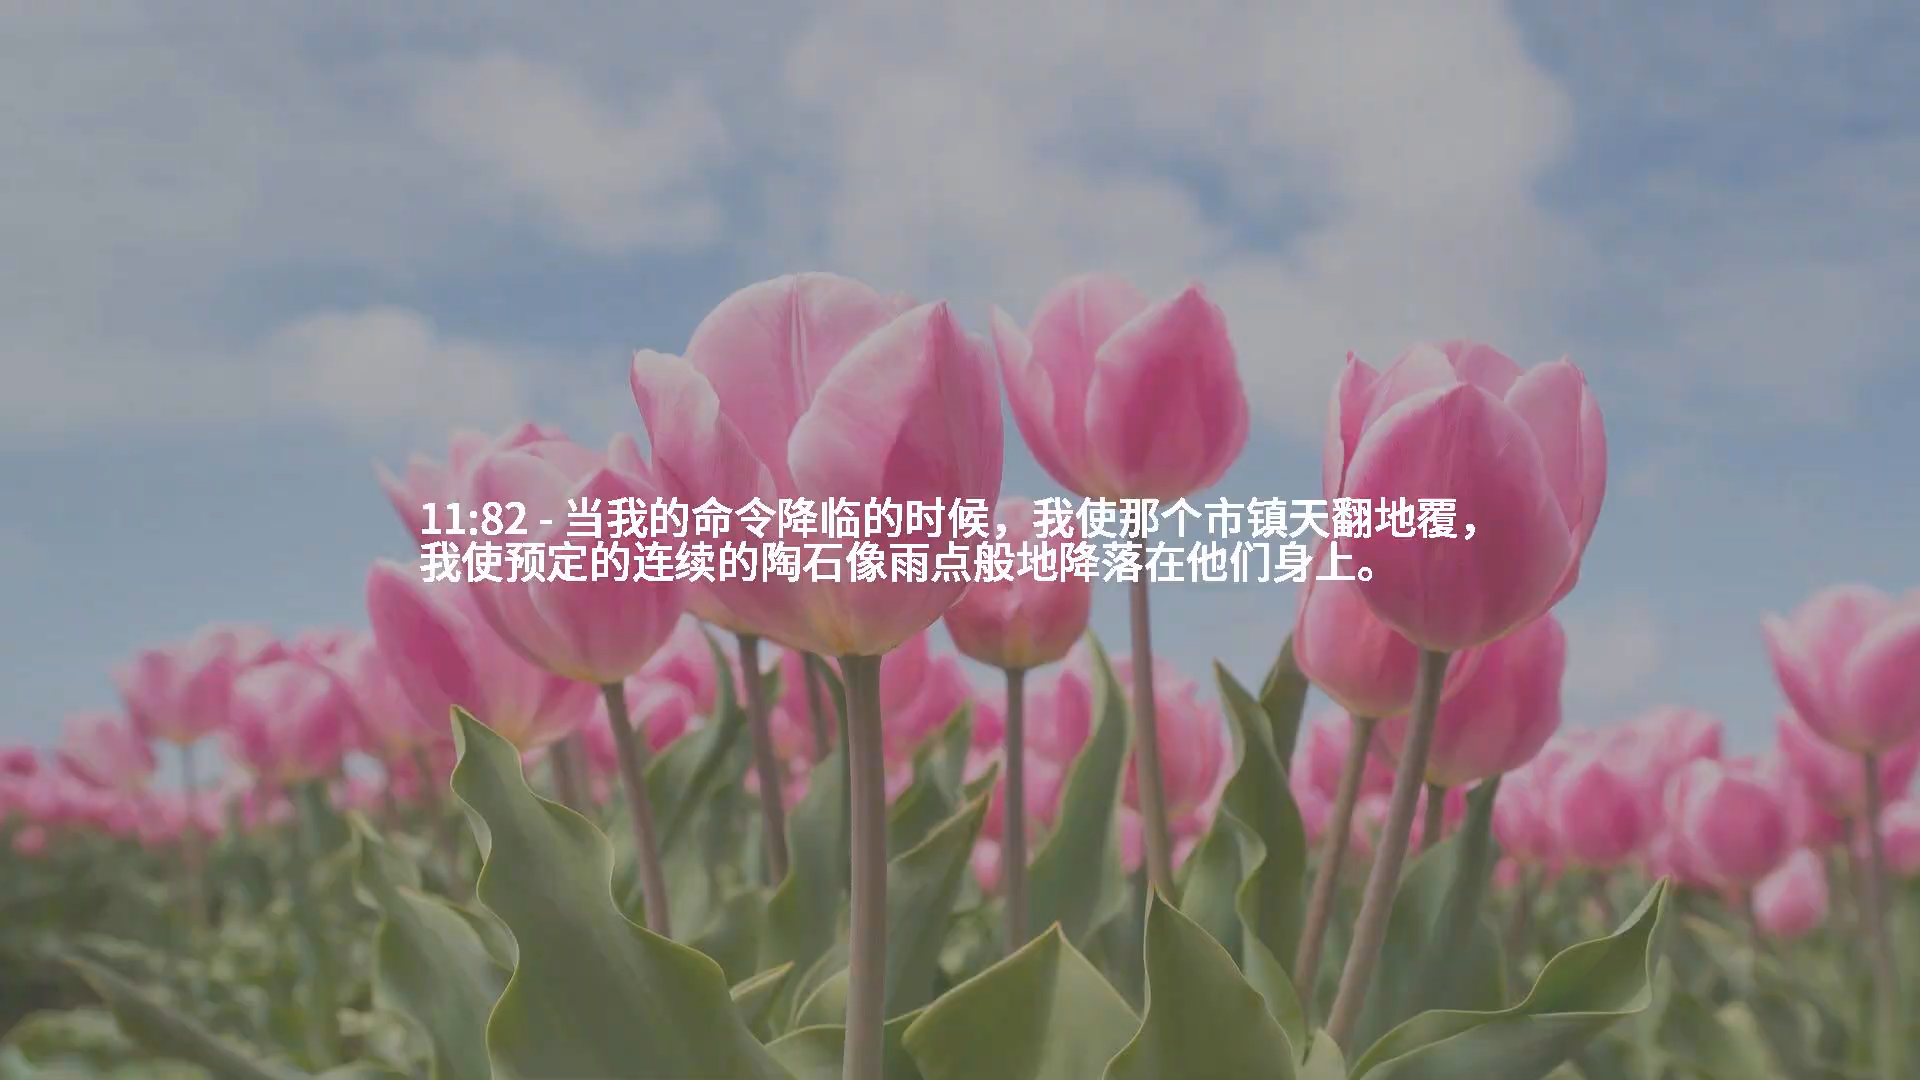 11:82 - 当我的命令降临的时候，我使那个市镇天翻地覆，
我使预定的连续的陶石像雨点般地降落在他们身上。